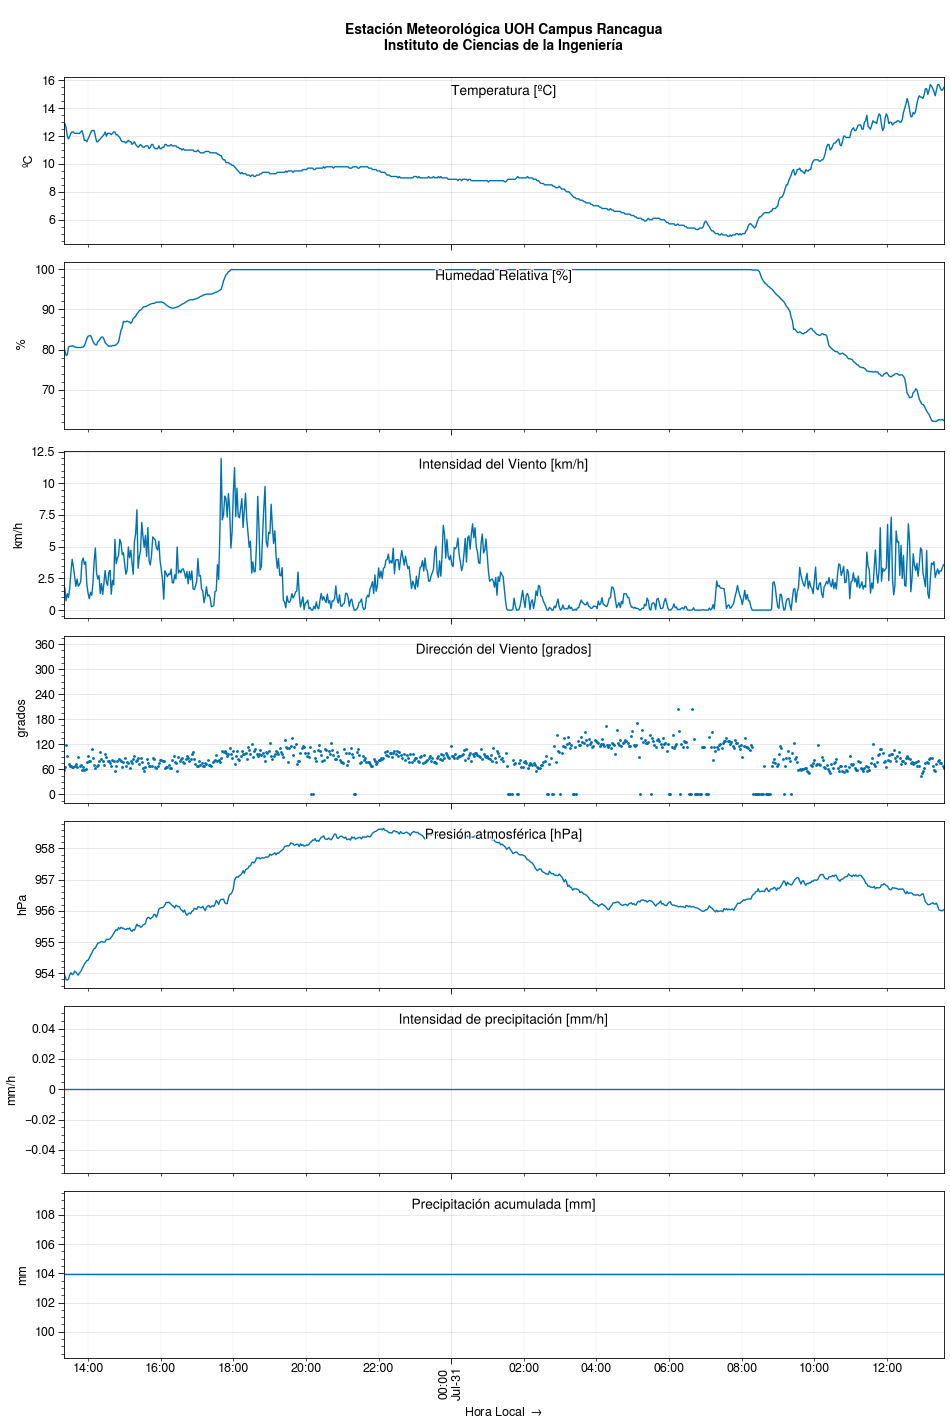 Estación Meteorológica UOH Campus Rancagua
Instituto de Ciencias de la Ingeniería
Temperatura [ºC]
ºC
16
14
12
10
8
6
Humedad Relativa [%]
%
100
90
80
70
Intensidad del Viento [km/h]
km/h
12.5
10
7.5
5
2.5
0
Dirección del Viento [grados]
grados
360
300
240
180
120
60
0
Presión atmosférica [hPa]
hPa
958
957
956
955
954
Intensidad de precipitación [mm/h]
mm/h
0.04
0.02
0
−0.02
−0.04
Precipitación acumulada [mm]
mm
108
106
104
102
100
14:00 16:00 18:00 20:00 22:00 00:00 02:00 04:00 06:00 08:00 10:00 12:00
Jul-31
Hora Local →